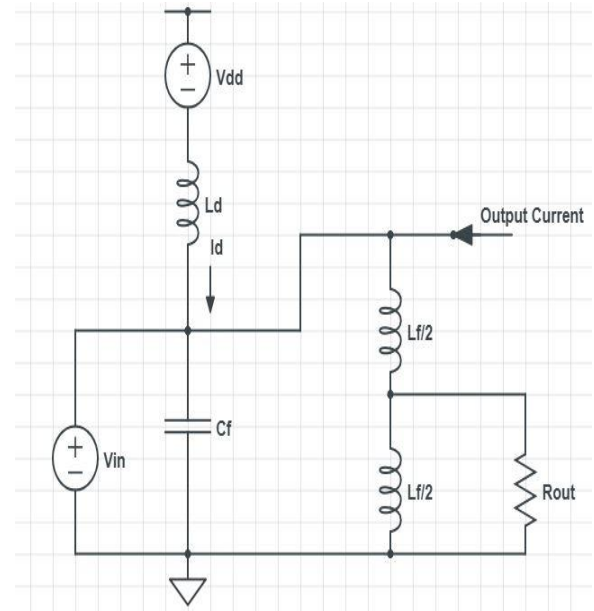 Vdd
Ld
Output Current
Id
Lf/2
Cf
Vin
Lf/2
Rout